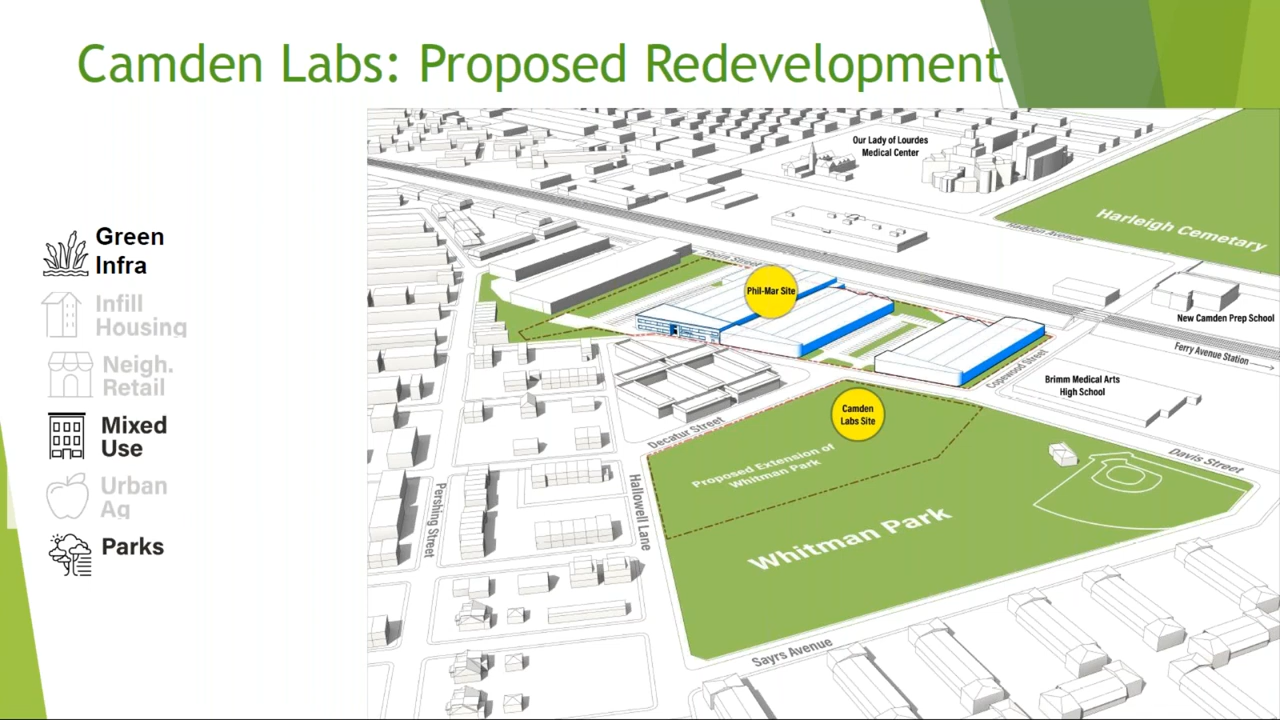 Camden Labs: Proposed Redevelopment
Green
Infra
Infill
Housing
Neigh.
Retail
Mixed
Use
Urban
Ag
Parks
Our Lady of Lourdes
Medical Center
Harleigh Cemetery
Haddon Avenue
Phil-Mar Site
New Camden Prep School
Ferry Avenue Station
Copewood Street
Brimm Medical Arts
High School
Camden
Labs Site
Decatur Street
Proposed Extension of
Whitman Park
Davis Street
Pershing Street
Hallowell Lane
Whitman Park
Sayrs Avenue